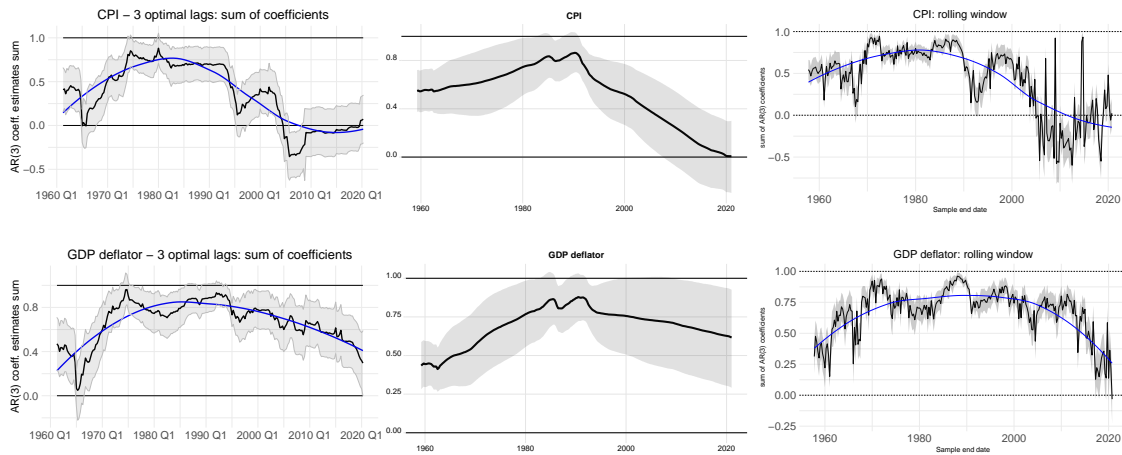 CPI – 3 optimal lags: sum of coefficients
AR(3) coeff. estimates sum
1.0
0.5
0.0
−0.5
1960 Q1 1970 Q1 1980 Q1 1990 Q1 2000 Q1 2010 Q1 2020 Q1
CPI
0.8
0.4
0.0
1960 1980 2000 2020
CPI: rolling window
sum of AR(3) coefficients
1.0
0.5
0.0
−0.5
1960 1980 2000 2020
Sample end date
GDP deflator – 3 optimal lags: sum of coefficients
AR(3) coeff. estimates sum
0.8
0.4
0.0
1960 Q1 1970 Q1 1980 Q1 1990 Q1 2000 Q1 2010 Q1 2020 Q1
GDP deflator
1.00
0.75
0.50
0.25
0.00
1960 1980 2000 2020
GDP deflator: rolling window
sum of AR(3) coefficients
1.00
0.75
0.50
0.25
0.00
−0.25
1960 1980 2000 2020
Sample end date